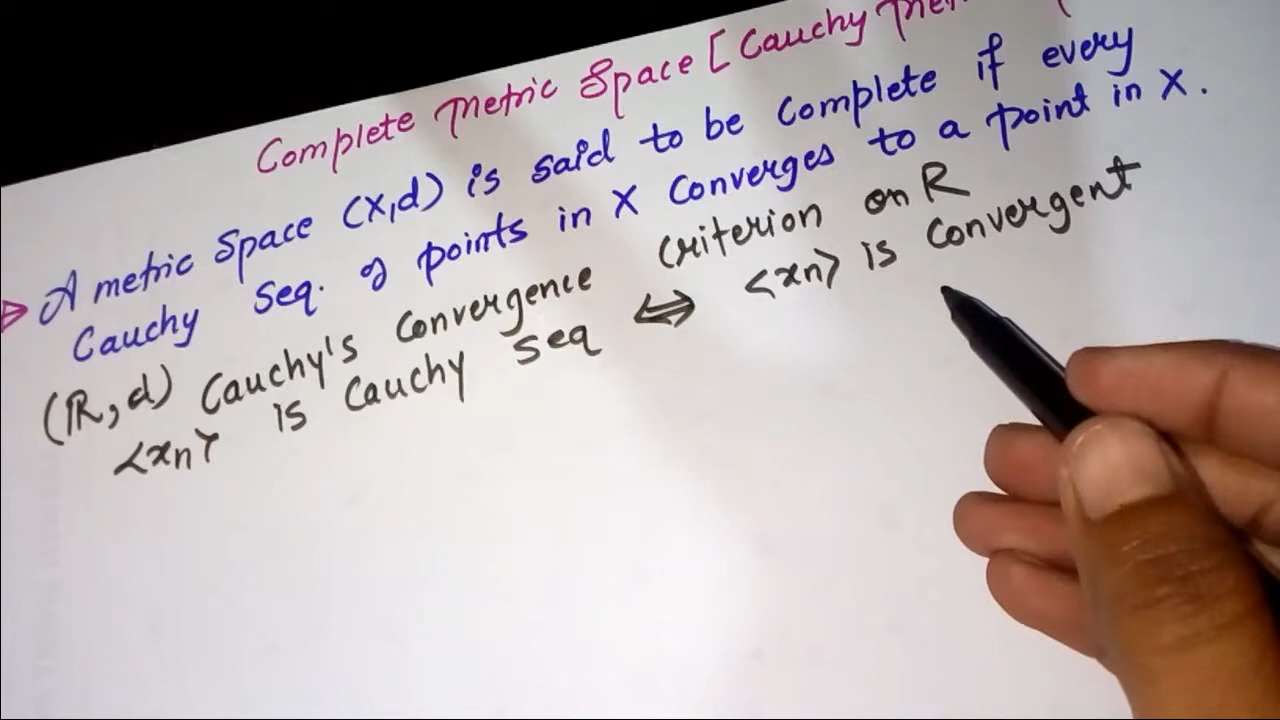 Complete Metric Space [Cauchy
A metric Space (X,d) is said to be complete if every
Cauchy Seq. of points in X Converges to a point in X.
(R, d) Cauchy's Convergence criterion on R
<xn> is Cauchy seq ⇔ <xn> is convergent